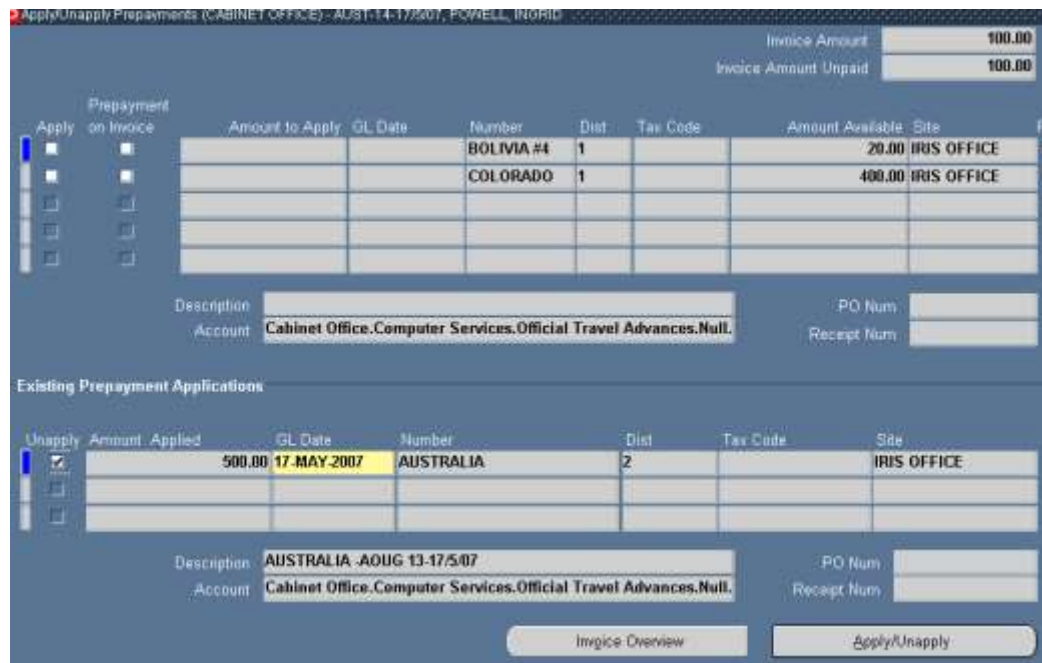 Apply/Unapply Prepayments (CABINET OFFICE) - AUST-14-17/5/07, POWELL, INGRID
Invoice Amount 100.00
Invoice Amount Unpaid 100.00
Prepayment
Apply on Invoice Amount to Apply GL Date Number Dist Tax Code Amount Available Site
BOLIVIA #4 1 20.00 IRIS OFFICE
COLORADO 1 400.00 IRIS OFFICE
Description PO Num
Account Cabinet Office.Computer Services.Official Travel Advances.Null. Receipt Num
Existing Prepayment Applications
Unapply Amount Applied GL Date Number Dist Tax Code Site
500.00 17-MAY-2007 AUSTRALIA 2 IRIS OFFICE
Description AUSTRALIA -AOUG 13-17/5/07 PO Num
Account Cabinet Office.Computer Services.Official Travel Advances.Null. Receipt Num
Invoice Overview Apply/Unapply